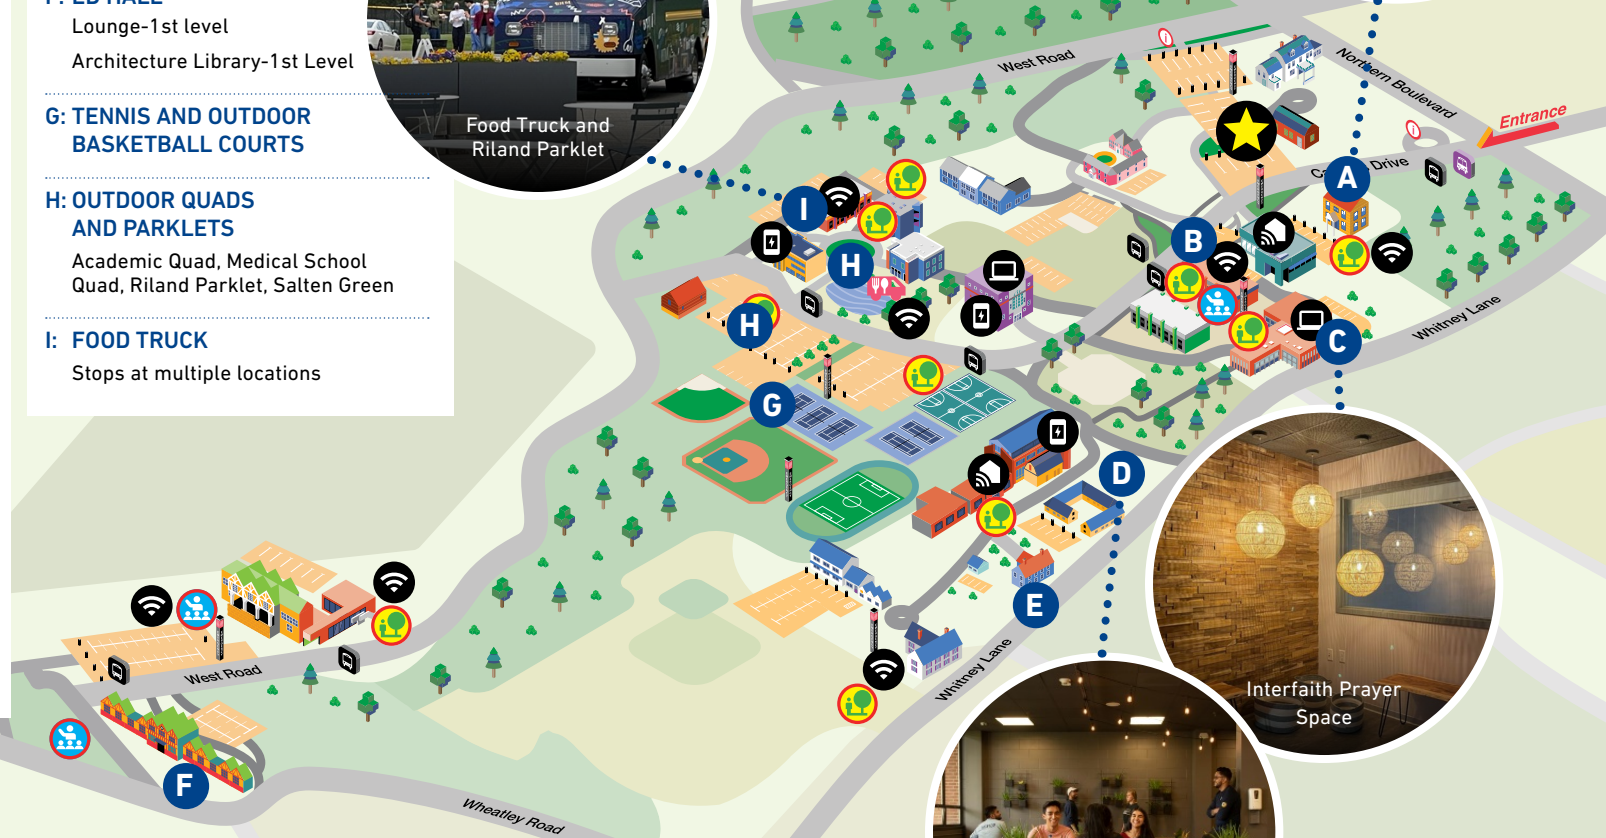 F: ED HALL
Lounge-1st level
Architecture Library-1st Level
G: TENNIS AND OUTDOOR
BASKETBALL COURTS
H: OUTDOOR QUADS
AND PARKLETS
Academic Quad, Medical School
Quad, Riland Parklet, Salten Green
I: FOOD TRUCK
Stops at multiple locations
Food Truck and
Riland Parklet
West Road
Northern Boulevard
Entrance
Drive
A
I
B
H
H
C
Whitney Lane
G
D
E
Interfaith Prayer
Space
Whitney Lane
West Road
F
Wheatley Road